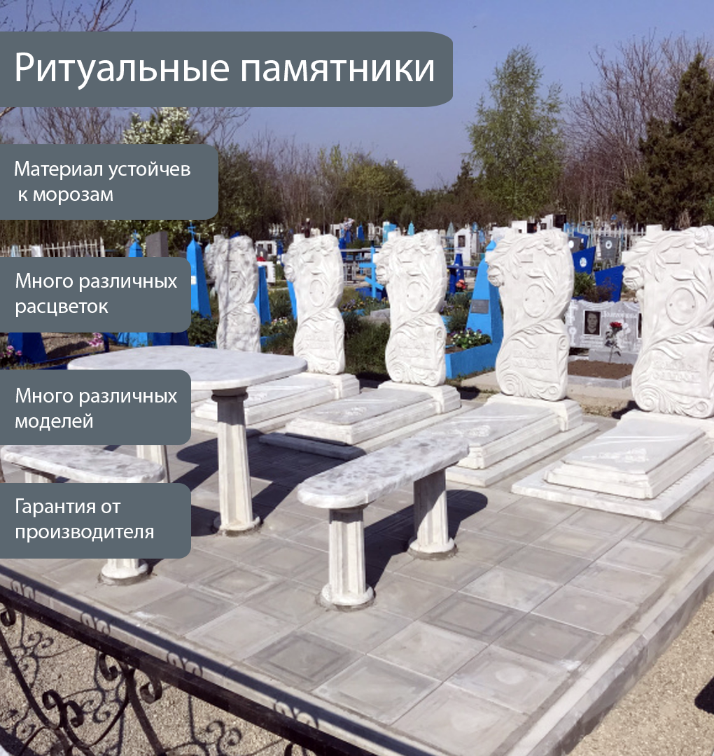 Ритуальные памятники
Материал устойчев
к морозам
Много различных
расцветок
Много различных
моделей
Гарантия от
производителя